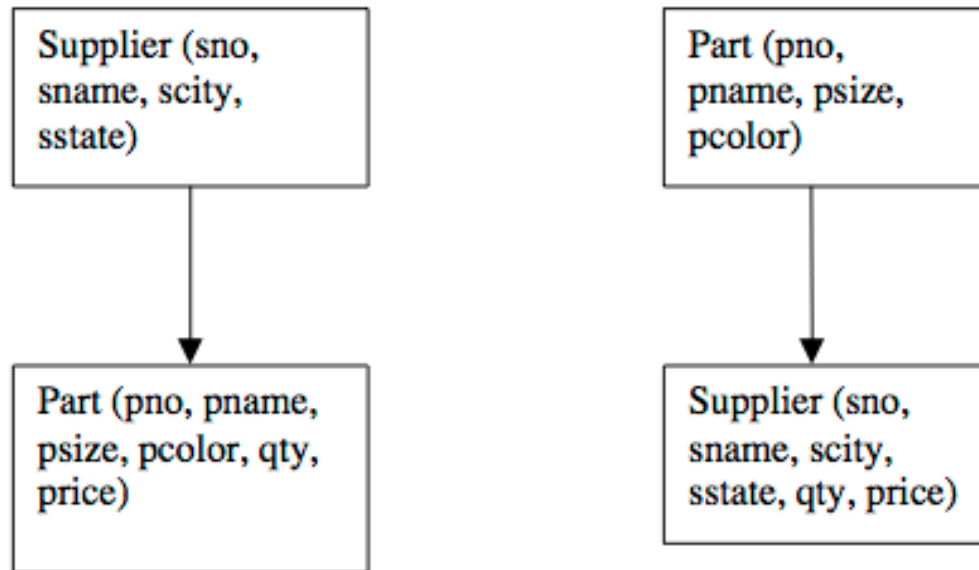 Supplier (sno,
sname, scity,
sstate)
Part (pno,
pname, psize,
pcolor)
Part (pno, pname,
psize, pcolor, qty,
price)
Supplier (sno,
sname, scity,
sstate, qty, price)